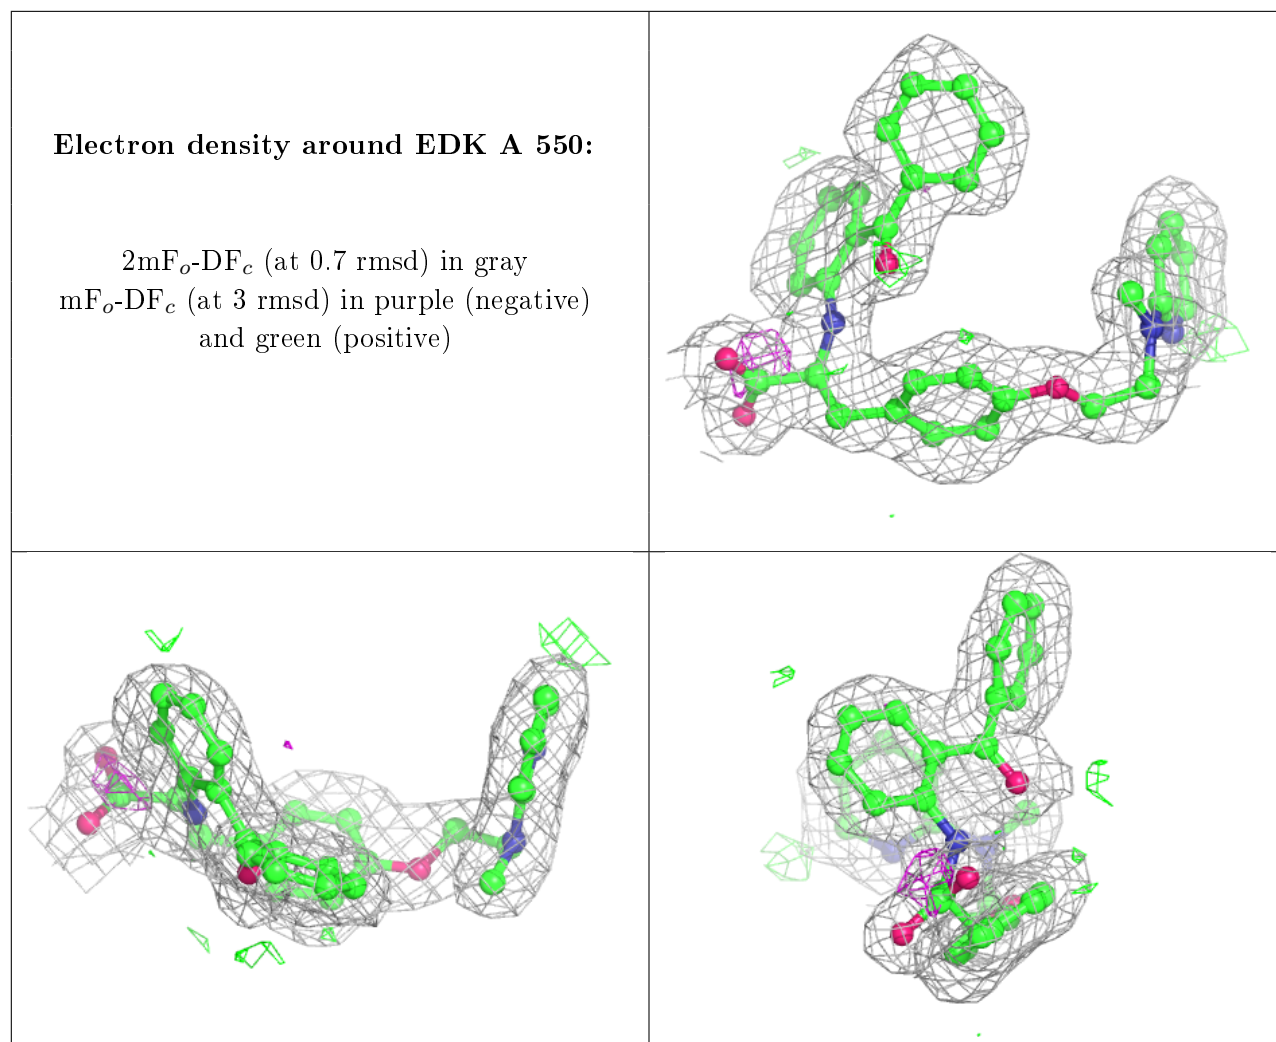 Electron density around EDK A 550:
2mFo-DFc (at 0.7 rmsd) in gray
mFo-DFc (at 3 rmsd) in purple (negative)
and green (positive)